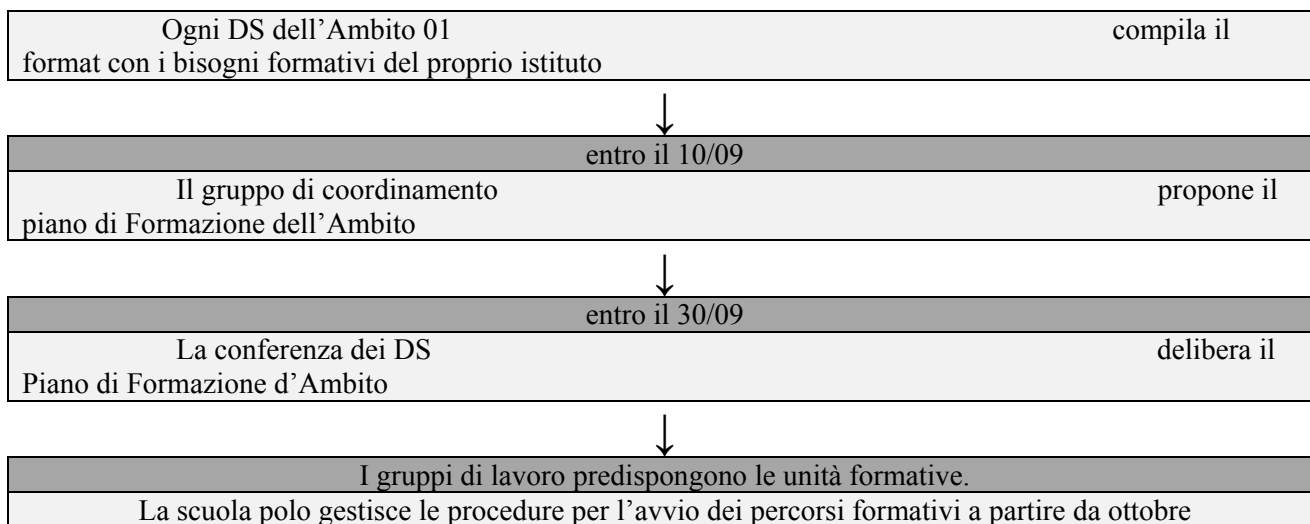 Ogni DS dell’Ambito 01 compila il
format con i bisogni formativi del proprio istituto
↓
entro il 10/09
Il gruppo di coordinamento propone il
piano di Formazione dell’Ambito
↓
entro il 30/09
La conferenza dei DS delibera il
Piano di Formazione d’Ambito
↓
I gruppi di lavoro predispongono le unità formative.
La scuola polo gestisce le procedure per l’avvio dei percorsi formativi a partire da ottobre